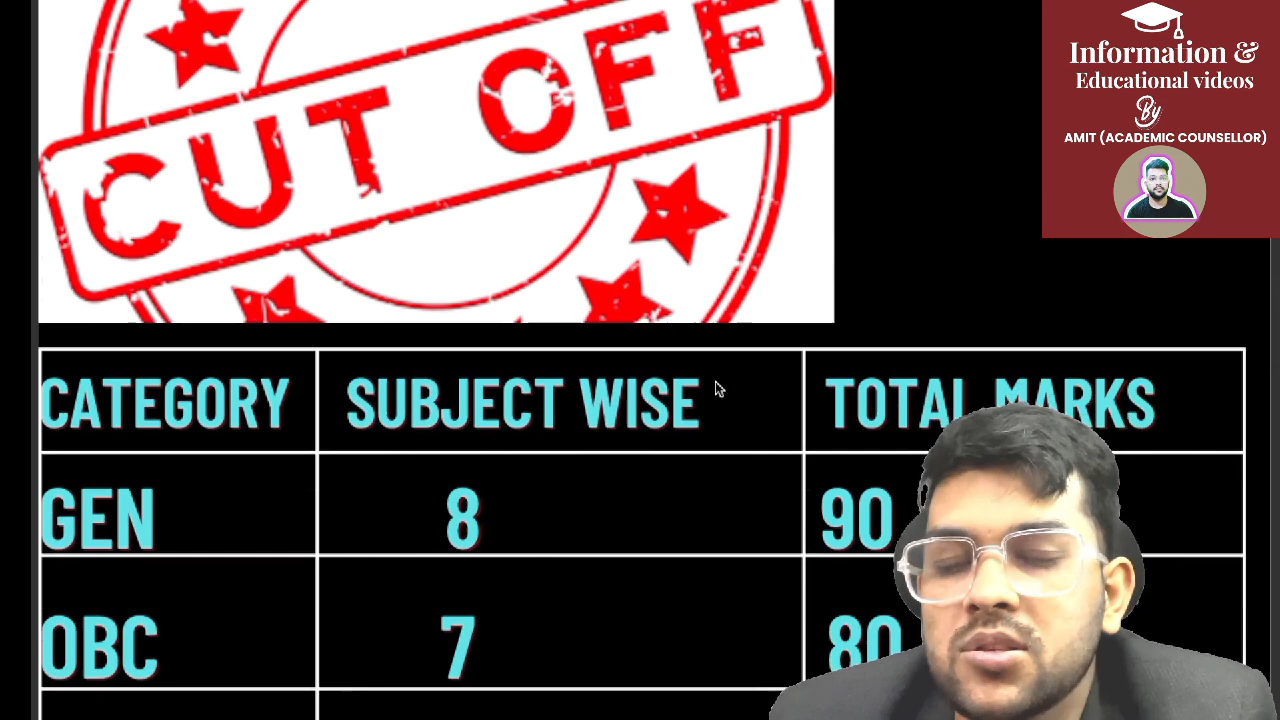 CUT OFF
Information &
Educational videos
By
AMIT (ACADEMIC COUNSELLOR)
CATEGORY SUBJECT WISE TOTAL MARKS
GEN 8 90
OBC 7 80